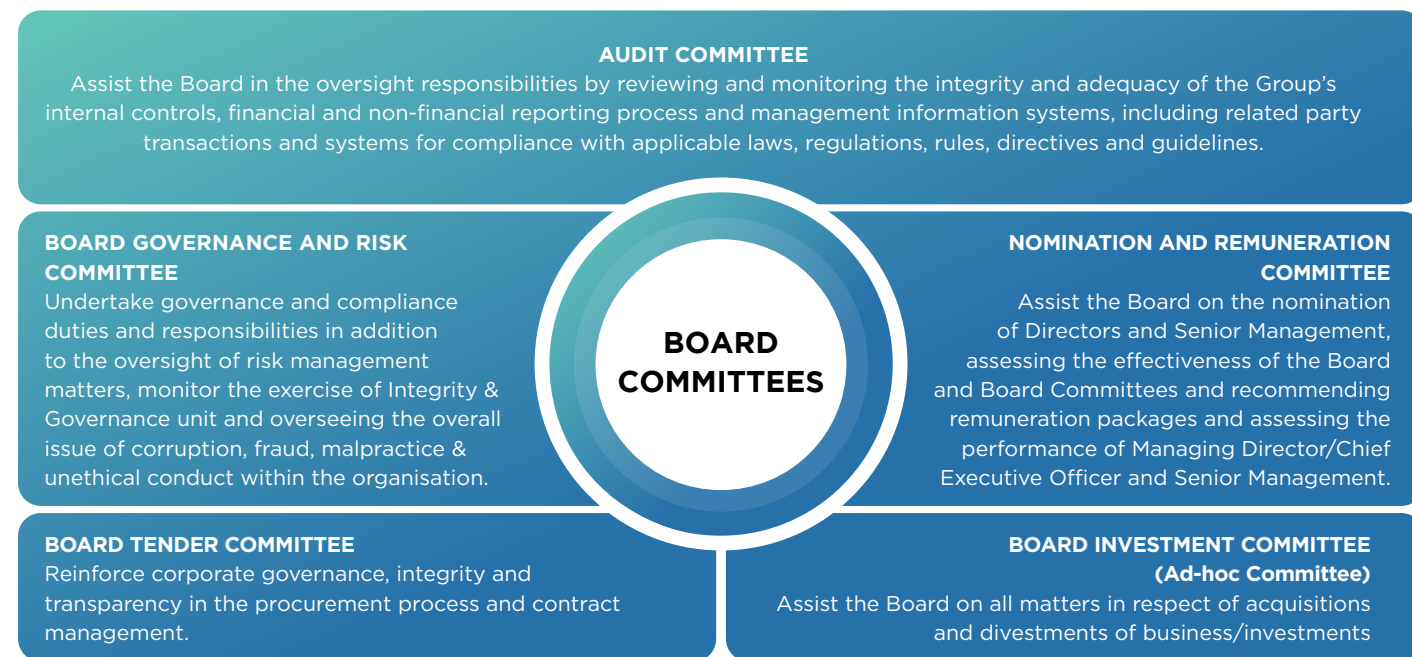 AUDIT COMMITTEE
Assist the Board in the oversight responsibilities by reviewing and monitoring the integrity and adequacy of the Group’s
internal controls, financial and non-financial reporting process and management information systems, including related party
transactions and systems for compliance with applicable laws, regulations, rules, directives and guidelines.
BOARD GOVERNANCE AND RISK
COMMITTEE
Undertake governance and compliance
duties and responsibilities in addition
to the oversight of risk management
matters, monitor the exercise of Integrity &
Governance unit and overseeing the overall
issue of corruption, fraud, malpractice &
unethical conduct within the organisation.
BOARD
COMMITTEES
NOMINATION AND REMUNERATION
COMMITTEE
Assist the Board on the nomination
of Directors and Senior Management,
assessing the effectiveness of the Board
and Board Committees and recommending
remuneration packages and assessing the
performance of Managing Director/Chief
Executive Officer and Senior Management.
BOARD TENDER COMMITTEE
Reinforce corporate governance, integrity and
transparency in the procurement process and contract
management.
BOARD INVESTMENT COMMITTEE
(Ad-hoc Committee)
Assist the Board on all matters in respect of acquisitions
and divestments of business/investments